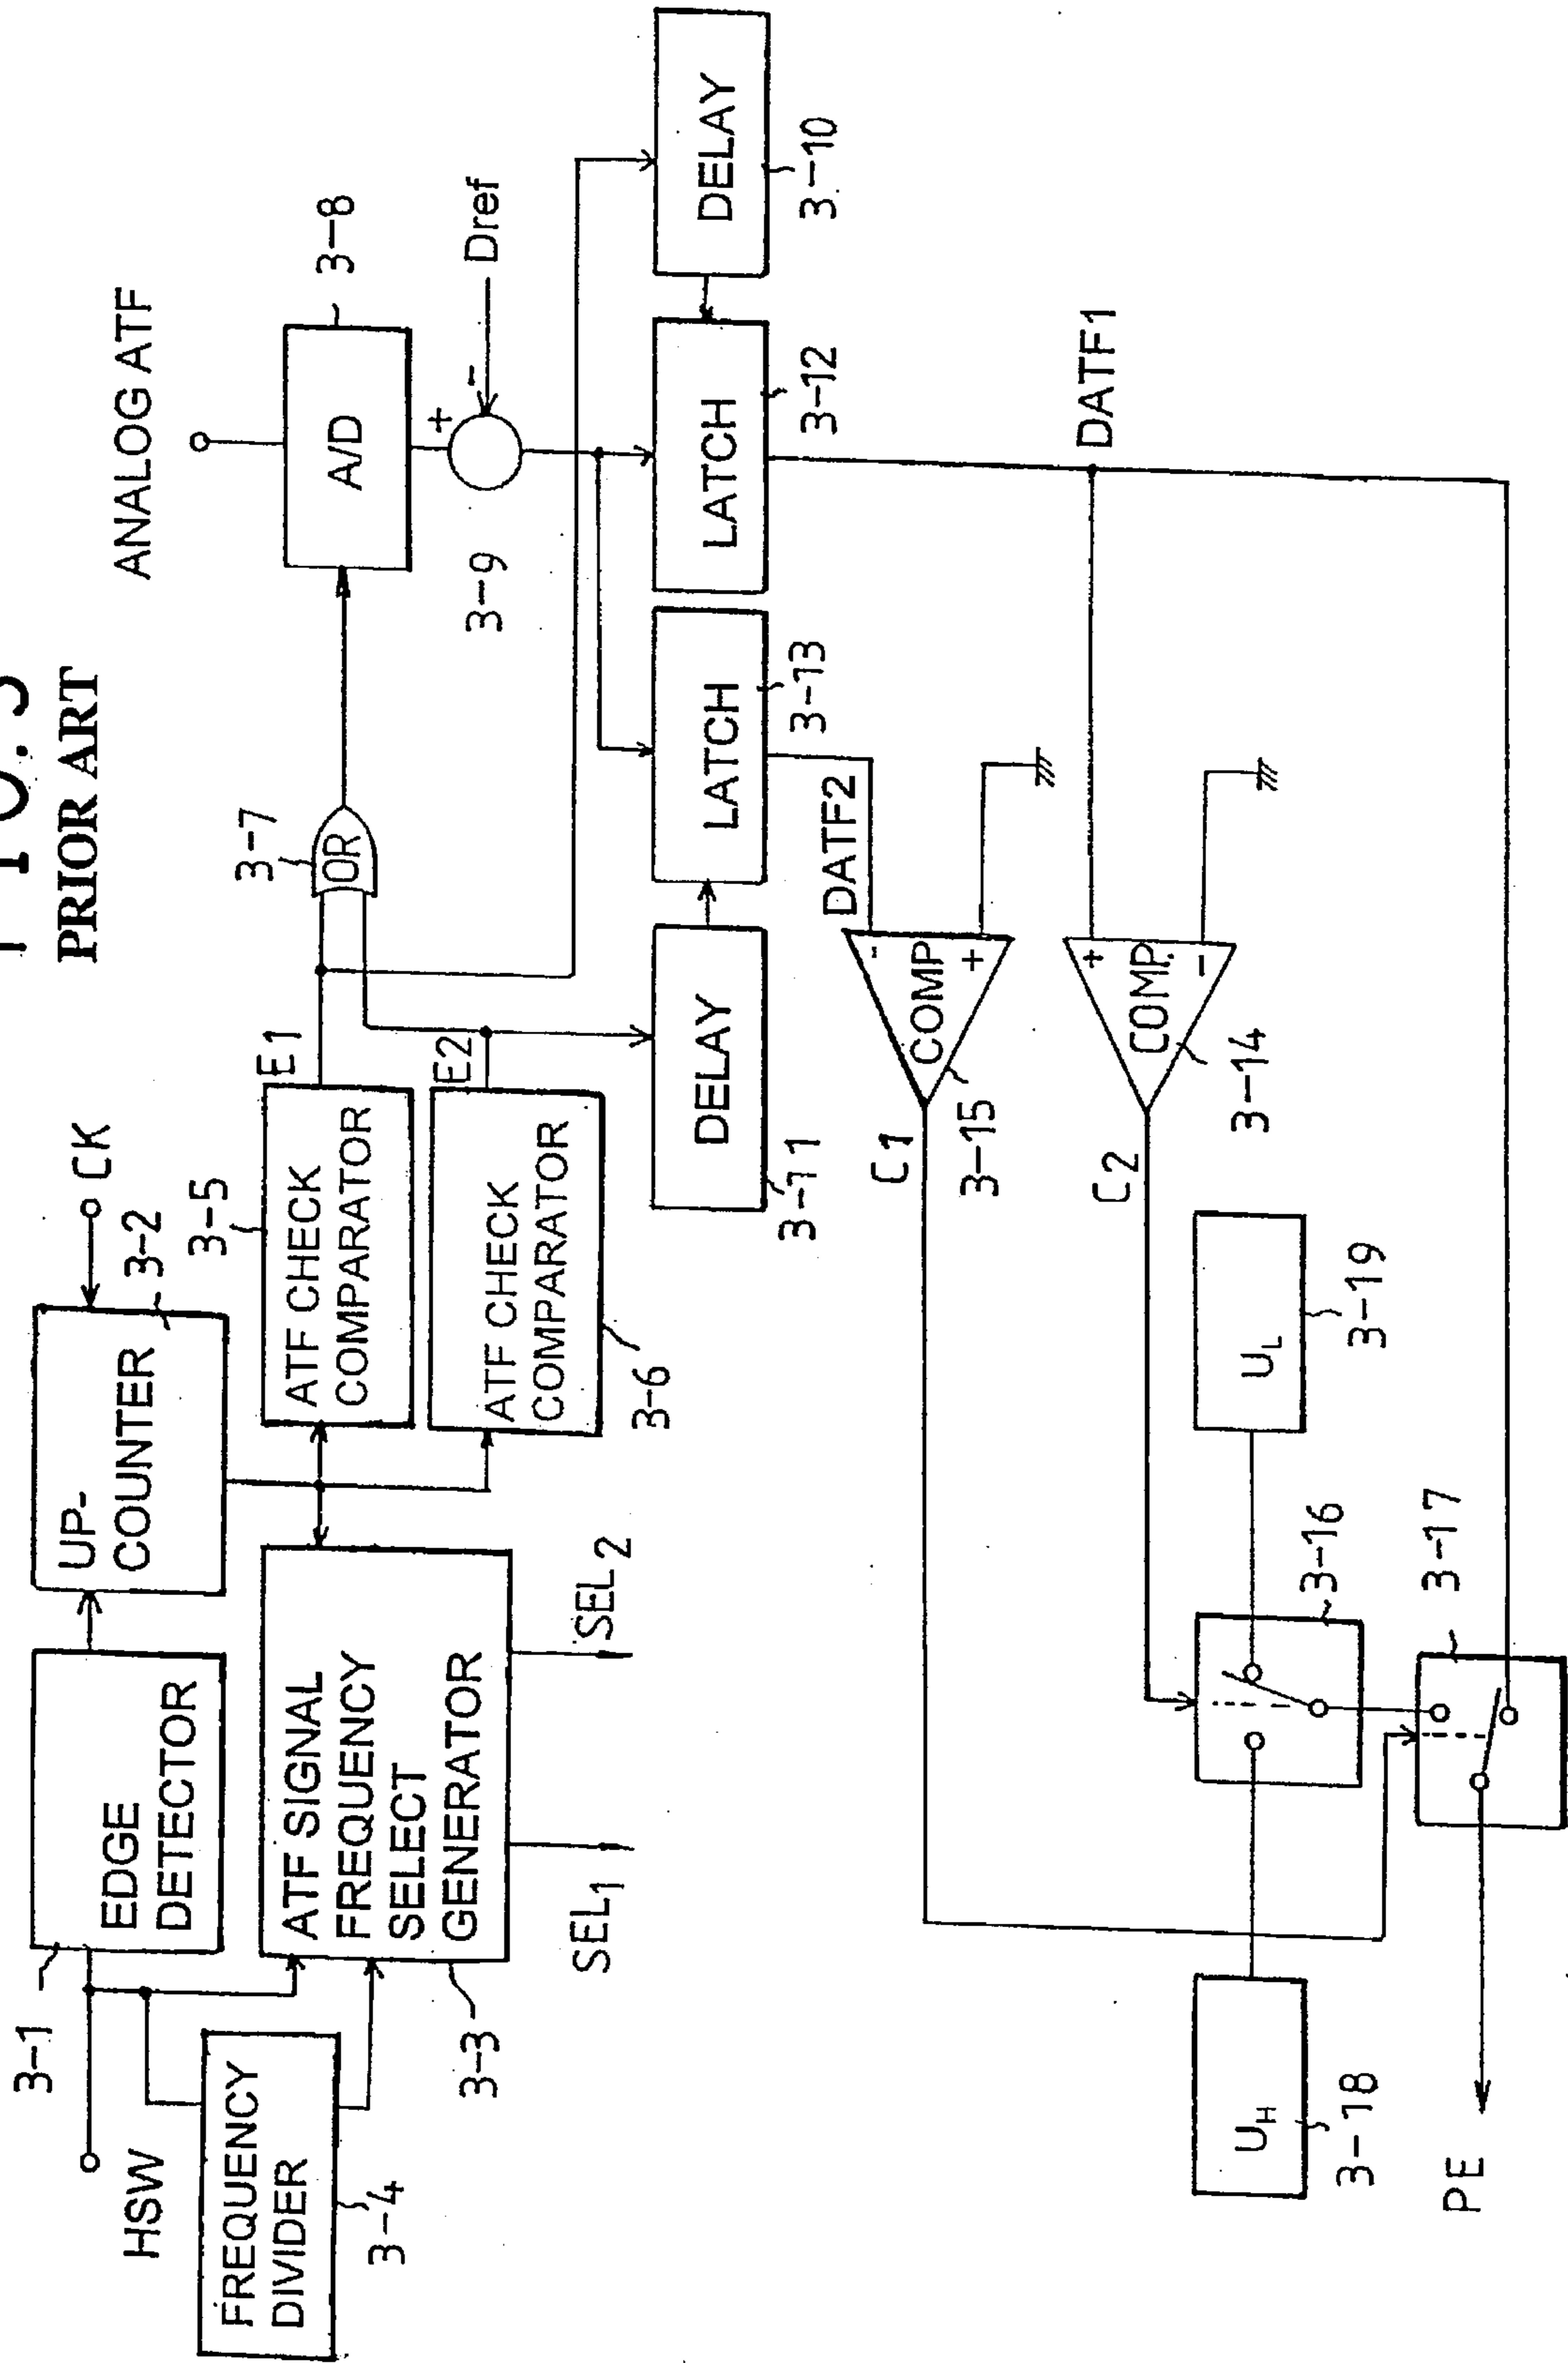 PRIOR ART
HSW
3-1
EDGE
DETECTOR
UP-
COUNTER
3-2
CK
FREQUENCY
DIVIDER
3-4
ATF SIGNAL
FREQUENCY
SELECT
GENERATOR
3-3
SEL1
SEL2
ATF CHECK
COMPARATOR
3-5
E1
ATF CHECK
COMPARATOR
3-6
E2
OR
3-7
ANALOG ATF
A/D
3-8
+
-
Dref
3-9
DELAY
3-11
LATCH
3-13
LATCH
3-12
DELAY
3-10
DATF2
DATF1
-
COMP
+
3-15
C1
+
COMP.
-
3-14
C2
UH
3-18
UL
3-19
3-16
3-17
PE